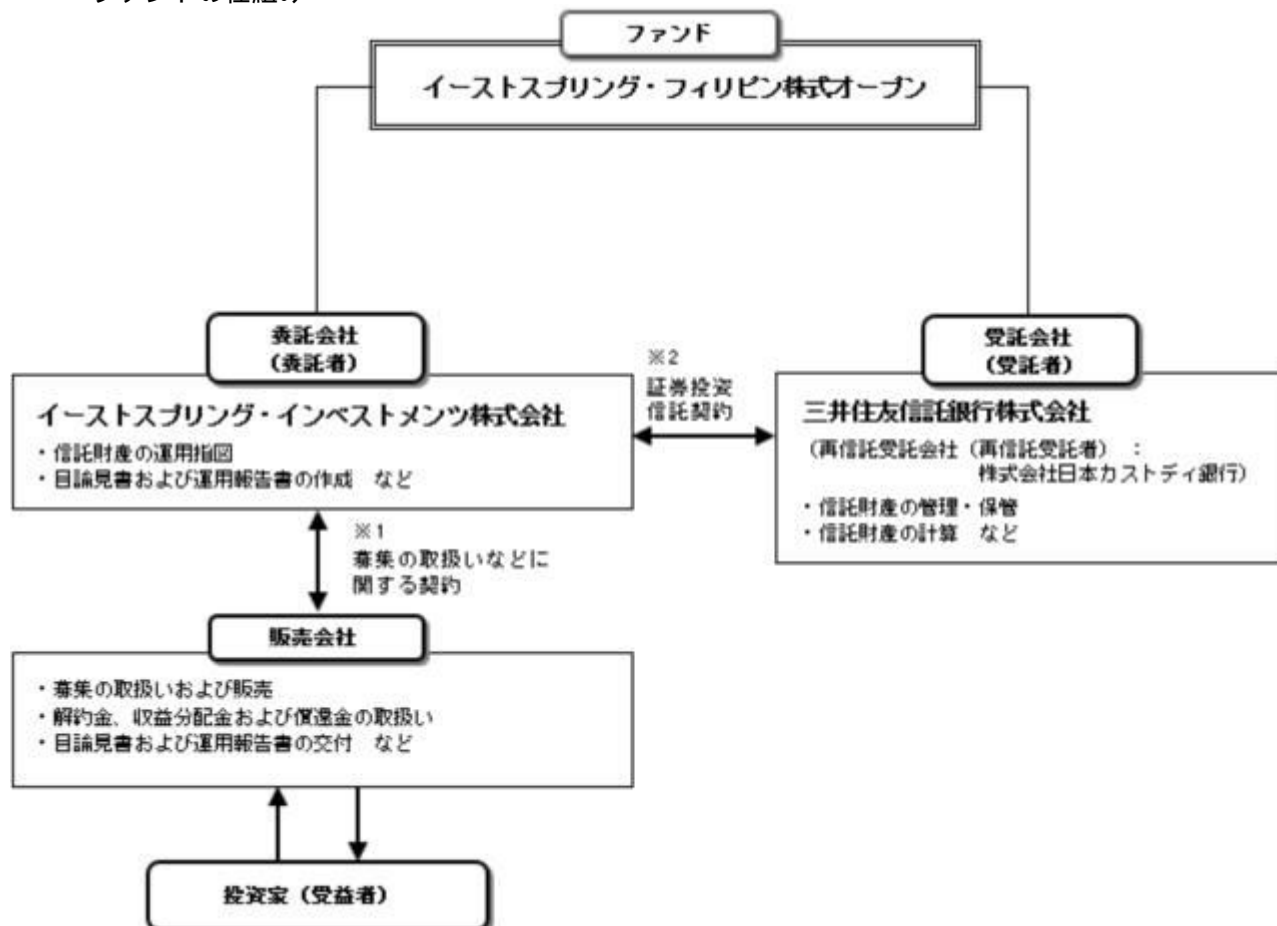 ファンドの仕組み
ファンド
イーストスプリング・フィリピン株式オープン
委託会社
(委託者)
イーストスプリング・インベストメンツ株式会社
・信託財産の運用指図
・目論見書および運用報告書の作成 など
※2
証券投資
信託契約
受託会社
(受託者)
三井住友信託銀行株式会社
(再信託受託会社(再信託受託者) :
株式会社日本カストディ銀行)
・信託財産の管理・保管
・信託財産の計算 など
※1
募集の取扱いなどに
関する契約
販売会社
・募集の取扱いおよび販売
・解約金、収益分配金および償還金の取扱い
・目論見書および運用報告書の交付 など
投資家(受益者)